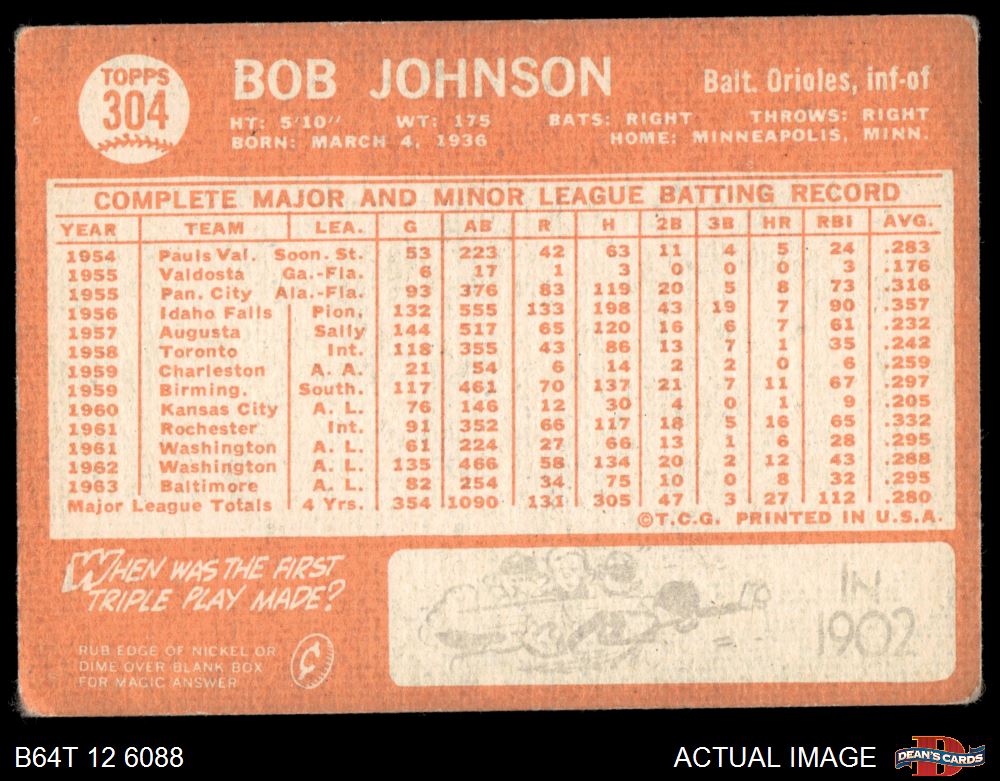 TOPPS
304
BOB JOHNSON
Balt. Orioles, inf-of
HT: 5'10" WT: 175 BATS: RIGHT THROWS: RIGHT
BORN: MARCH 4, 1936 HOME: MINNEAPOLIS, MINN.
COMPLETE MAJOR AND MINOR LEAGUE BATTING RECORD
YEAR TEAM LEA. G AB R H 2B 3B HR RBI AVG.
1954 Pauls Val. Soon. St. 53 223 42 63 11 4 5 24 .283
1955 Valdosta Ga.-Fla. 6 17 1 3 0 0 0 3 .176
1955 Pan. City Ala.-Fla. 93 376 83 119 20 5 8 73 .316
1956 Idaho Falls Pion. 132 555 133 198 43 19 7 90 .357
1957 Augusta Sally 144 517 65 120 16 6 7 61 .232
1958 Toronto Int. 118 355 43 86 13 7 1 35 .242
1959 Charleston A. A. 21 54 6 14 2 2 0 6 .259
1959 Birming. South. 117 461 70 137 21 7 11 67 .297
1960 Kansas City A. L. 76 146 12 30 4 0 1 9 .205
1961 Rochester Int. 91 352 66 117 18 5 16 65 .332
1961 Washington A. L. 61 224 27 66 13 1 6 28 .295
1962 Washington A. L. 135 466 58 134 20 2 12 43 .288
1963 Baltimore A. L. 82 254 34 75 10 0 8 32 .295
Major League Totals 4 Yrs. 354 1090 131 305 47 3 27 112 .280
©T.C.G. PRINTED IN U.S.A.
WHEN WAS THE FIRST
TRIPLE PLAY MADE?
RUB EDGE OF NICKEL OR
DIME OVER BLANK BOX
FOR MAGIC ANSWER
IN
1902
B64T 12 6088
ACTUAL IMAGE
D
DEAN'S CARDS